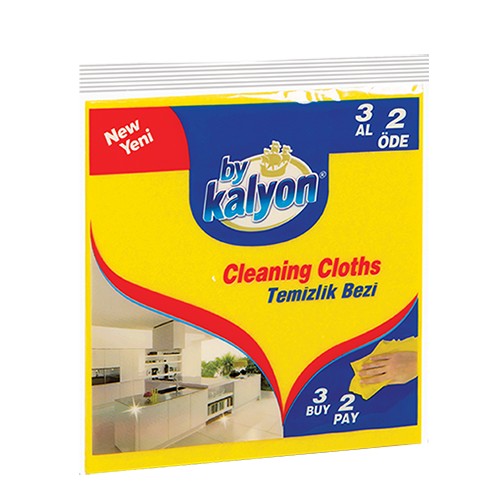 New
Yeni
3 AL 2 ÖDE
by
kalyon®
Cleaning Cloths
Temizlik Bezi
3 BUY 2 PAY